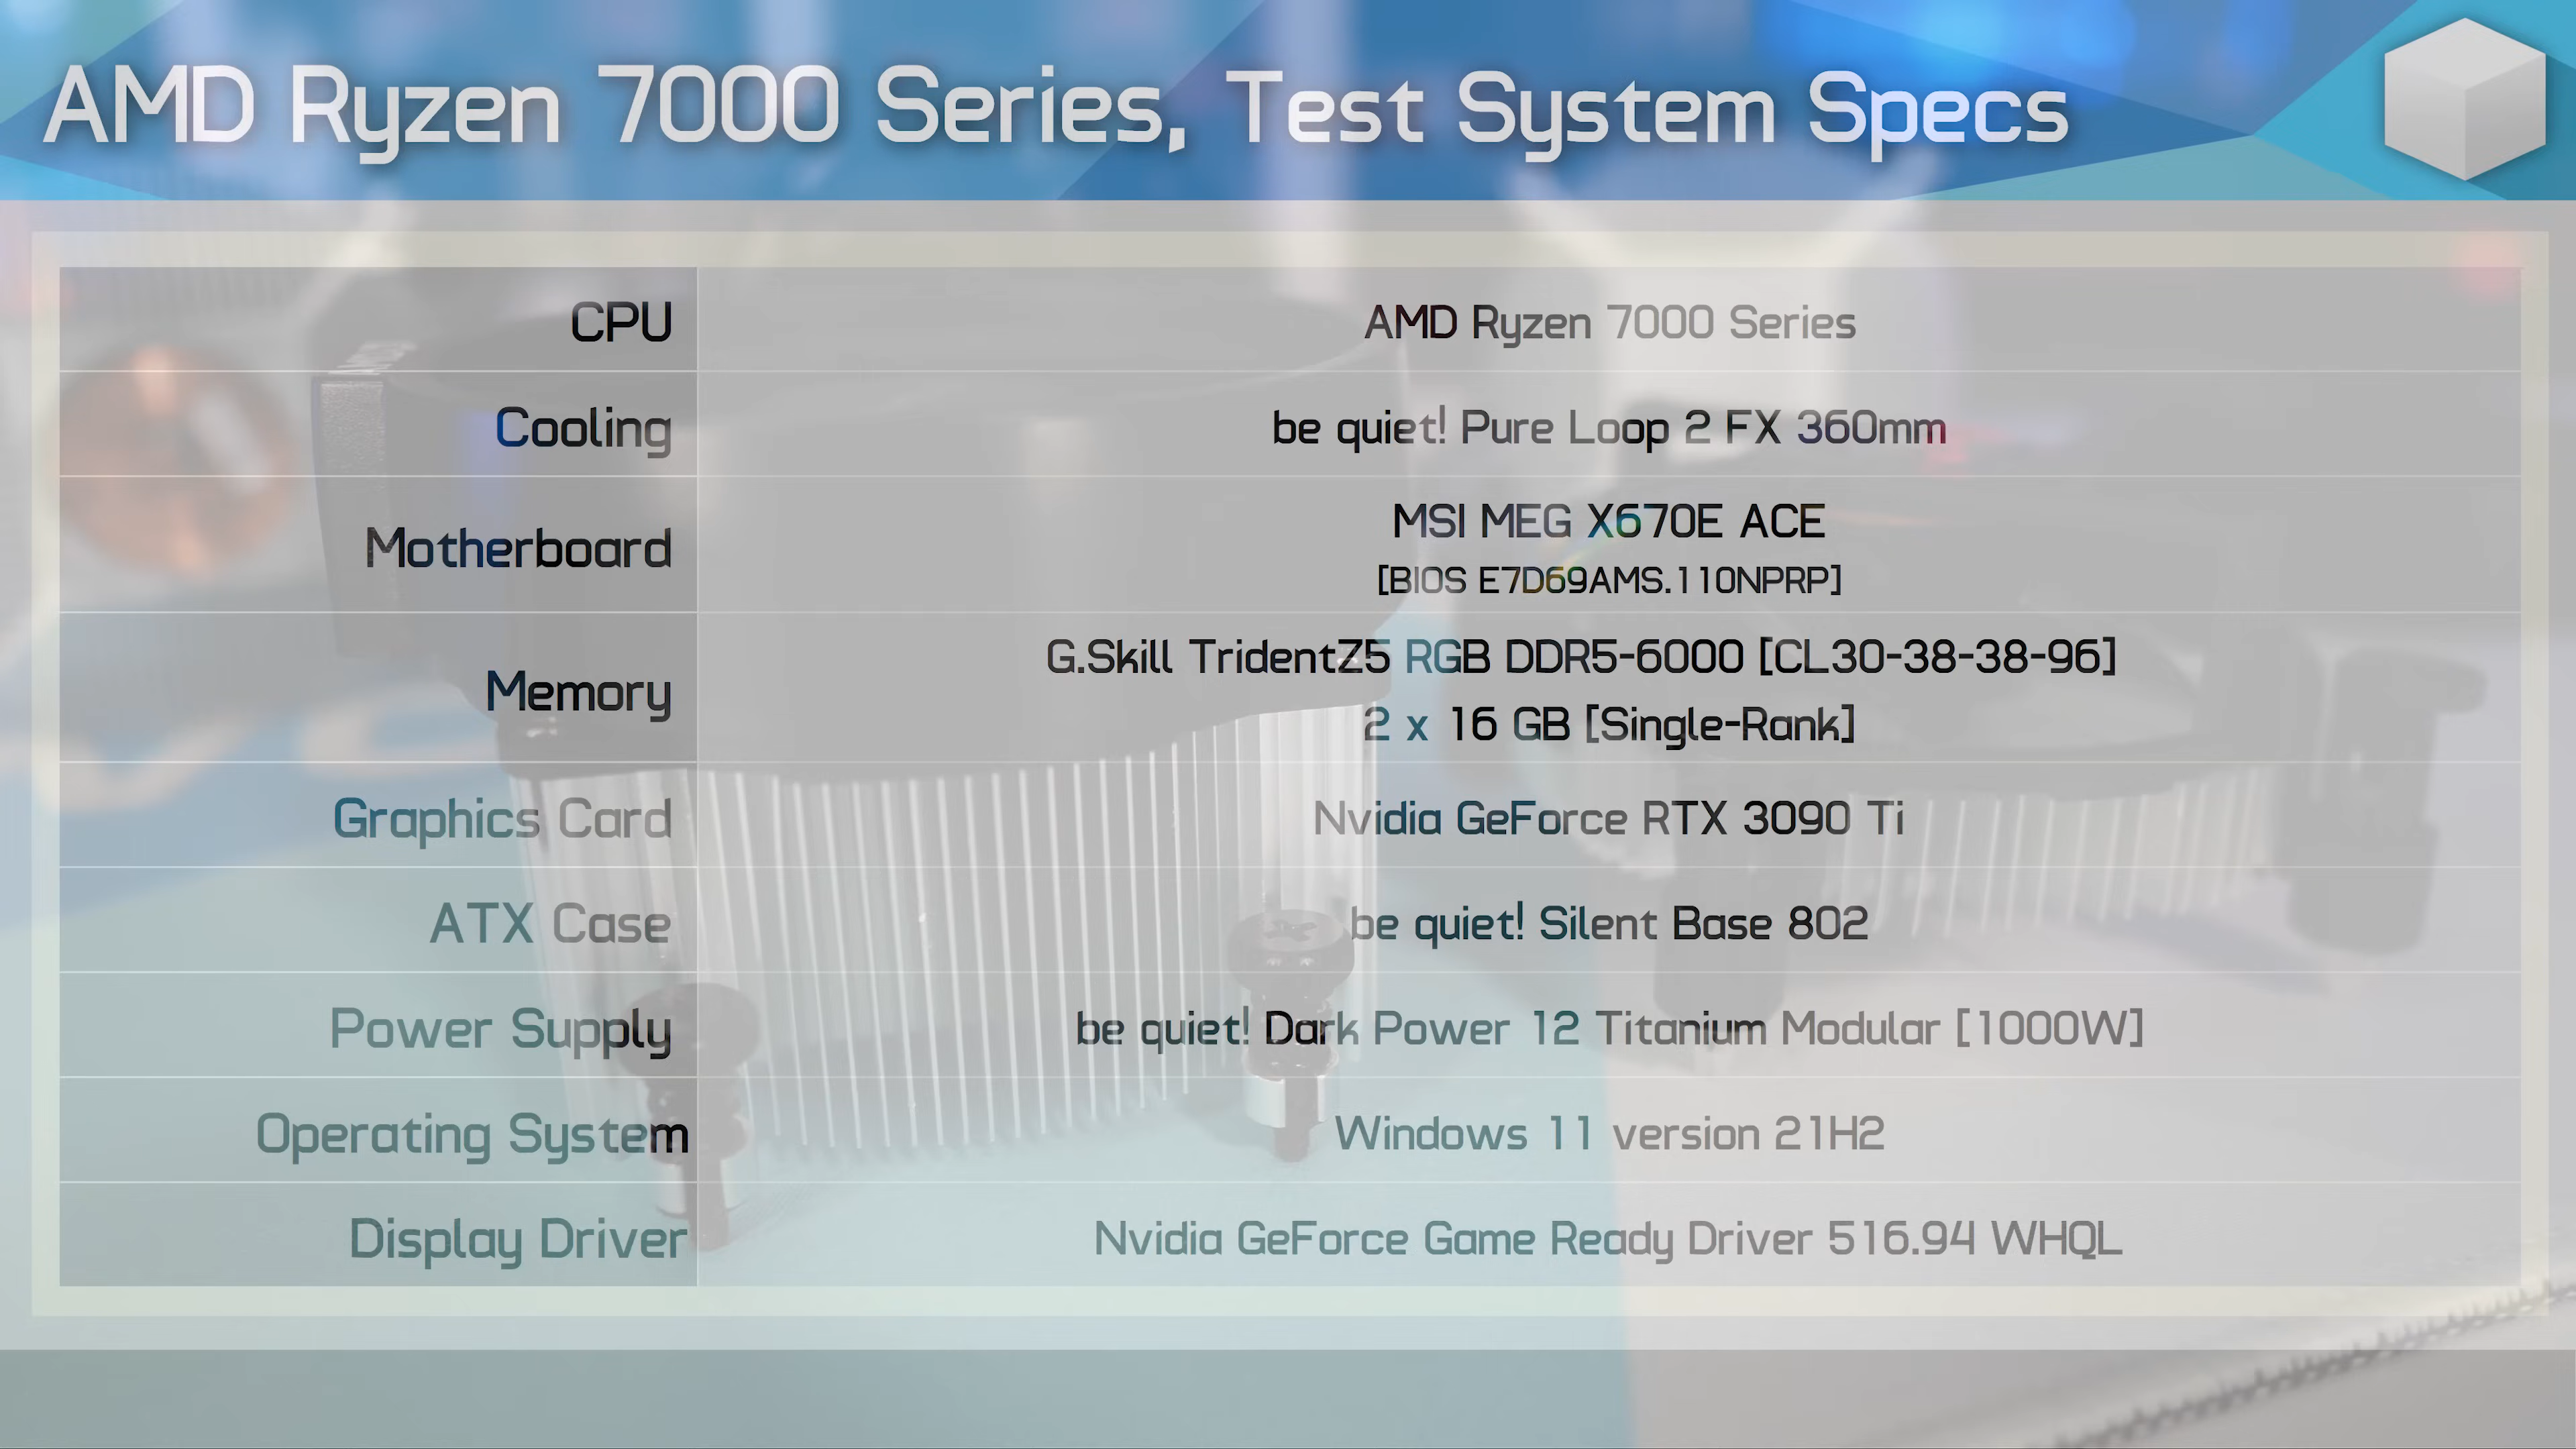 AMD Ryzen 7000 Series, Test System Specs
CPU
AMD Ryzen 7000 Series
Cooling
be quiet! Pure Loop 2 FX 360mm
Motherboard
MSI MEG X670E ACE
[BIOS E7D69AMS.110NPRP]
Memory
G.Skill TridentZ5 RGB DDR5-6000 [CL30-38-38-96]
2 x 16 GB [Single-Rank]
Graphics Card
Nvidia GeForce RTX 3090 Ti
ATX Case
be quiet! Silent Base 802
Power Supply
be quiet! Dark Power 12 Titanium Modular [1000W]
Operating System
Windows 11 version 21H2
Display Driver
Nvidia GeForce Game Ready Driver 516.94 WHQL